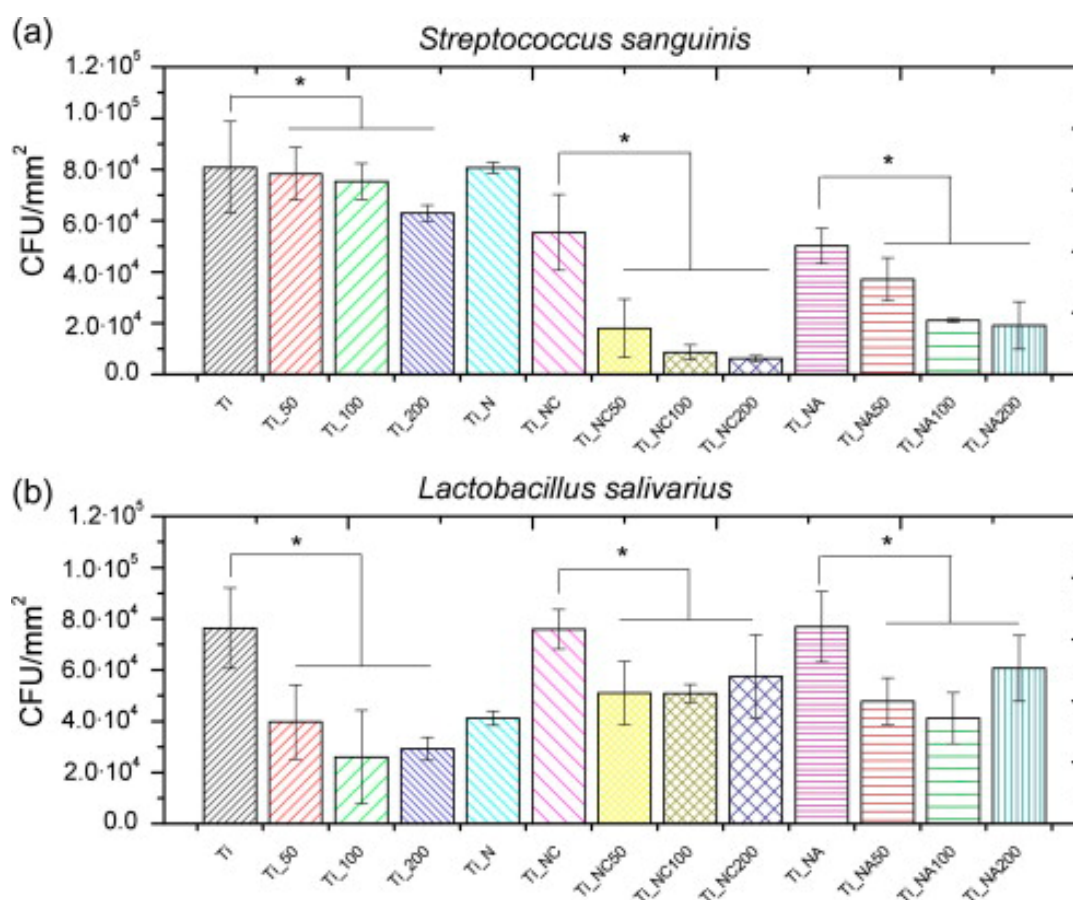 (a)
Streptococcus sanguinis
1.2·10⁵
1.0·10⁵
8.0·10⁴
6.0·10⁴
4.0·10⁴
2.0·10⁴
0.0
CFU/mm²
*
*
*
Ti
Ti_50
Ti_100
Ti_200
Ti_N
Ti_NC
Ti_NC50
Ti_NC100
Ti_NC200
Ti_NA
Ti_NA50
Ti_NA100
Ti_NA200
(b)
Lactobacillus salivarius
1.2·10⁵
1.0·10⁵
8.0·10⁴
6.0·10⁴
4.0·10⁴
2.0·10⁴
0.0
CFU/mm²
*
*
*
Ti
Ti_50
Ti_100
Ti_200
Ti_N
Ti_NC
Ti_NC50
Ti_NC100
Ti_NC200
Ti_NA
Ti_NA50
Ti_NA100
Ti_NA200